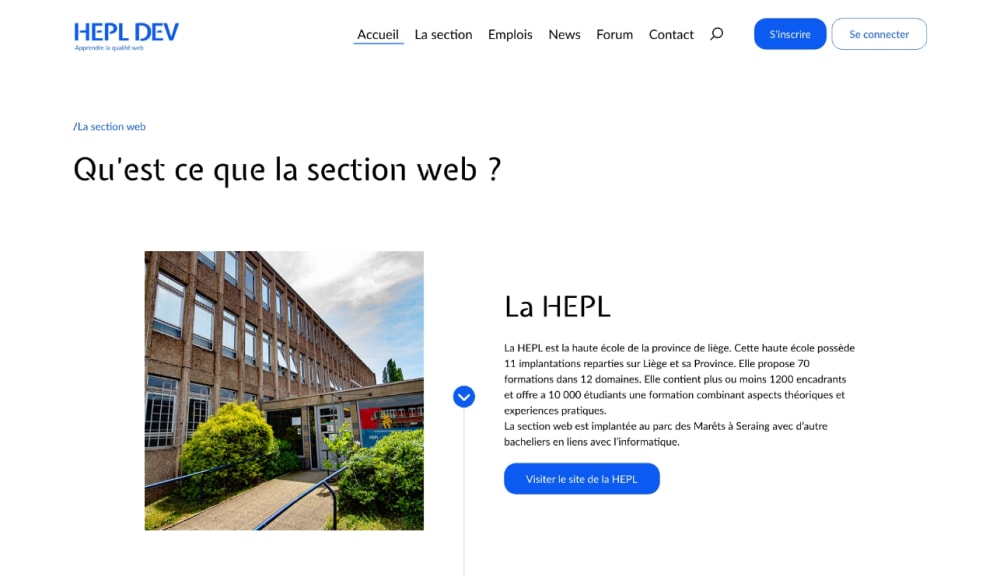 HEPL DEV
Apprendre la qualité web
Accueil La section Emplois News Forum Contact S'inscrire Se connecter
/La section web
Qu'est ce que la section web ?
La HEPL
La HEPL est la haute école de la province de liège. Cette haute école possède
11 implantations reparties sur Liège et sa Province. Elle propose 70
formations dans 12 domaines. Elle contient plus ou moins 1200 encadrants
et offre a 10 000 étudiants une formation combinant aspects théoriques et
experiences pratiques.
La section web est implantée au parc des Marêts à Seraing avec d'autre
bacheliers en liens avec l'informatique.
Visiter le site de la HEPL